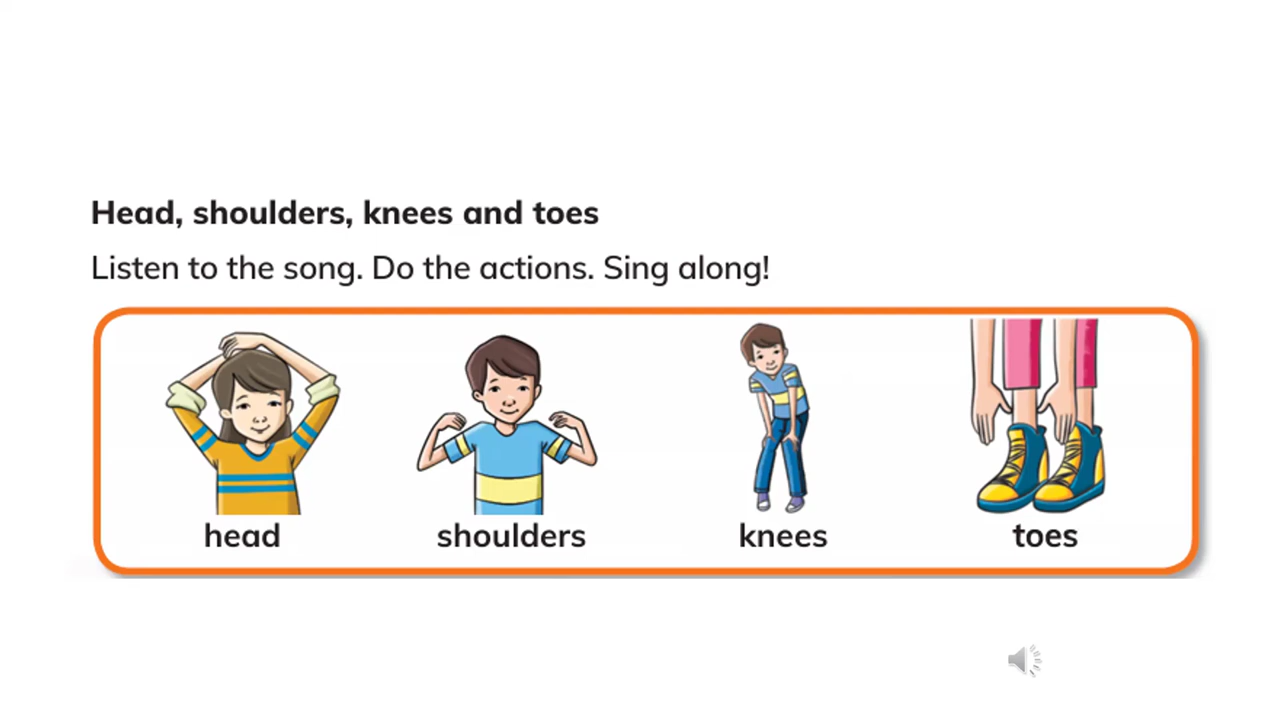 Head, shoulders, knees and toes
Listen to the song. Do the actions. Sing along!
head shoulders knees toes